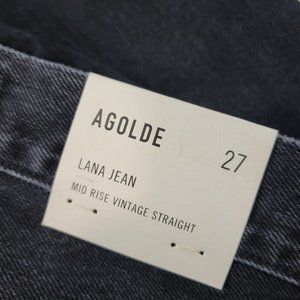 AGOLDE
27
LANA JEAN
MID RISE VINTAGE STRAIGHT